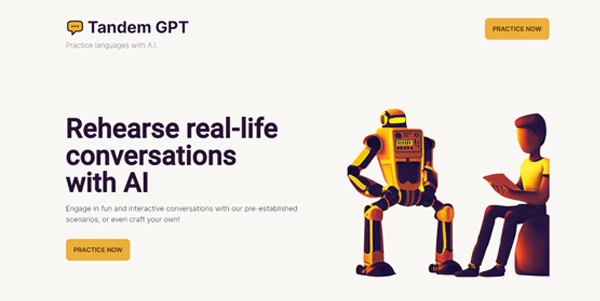 Tandem GPT
Practice languages with A.I.
PRACTICE NOW
Rehearse real-life
conversations
with AI
Engage in fun and interactive conversations with our pre-established
scenarios, or even craft your own!
PRACTICE NOW